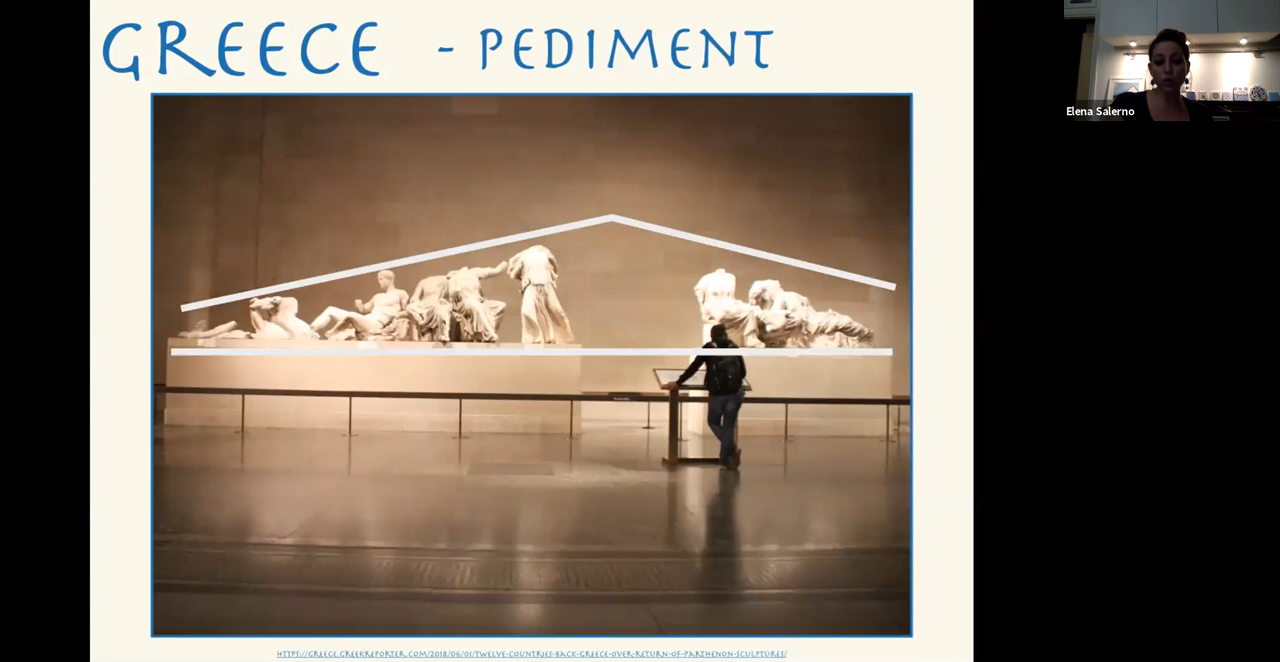 GREECE - PEDIMENT
Elena Salerno
HTTPS://GREECE.GREEKREPORTER.COM/2018/06/01/TWELVE-COUNTRIES-BACK-GREECE-OVER-RETURN-OF-PARTHENON-SCULPTURES/